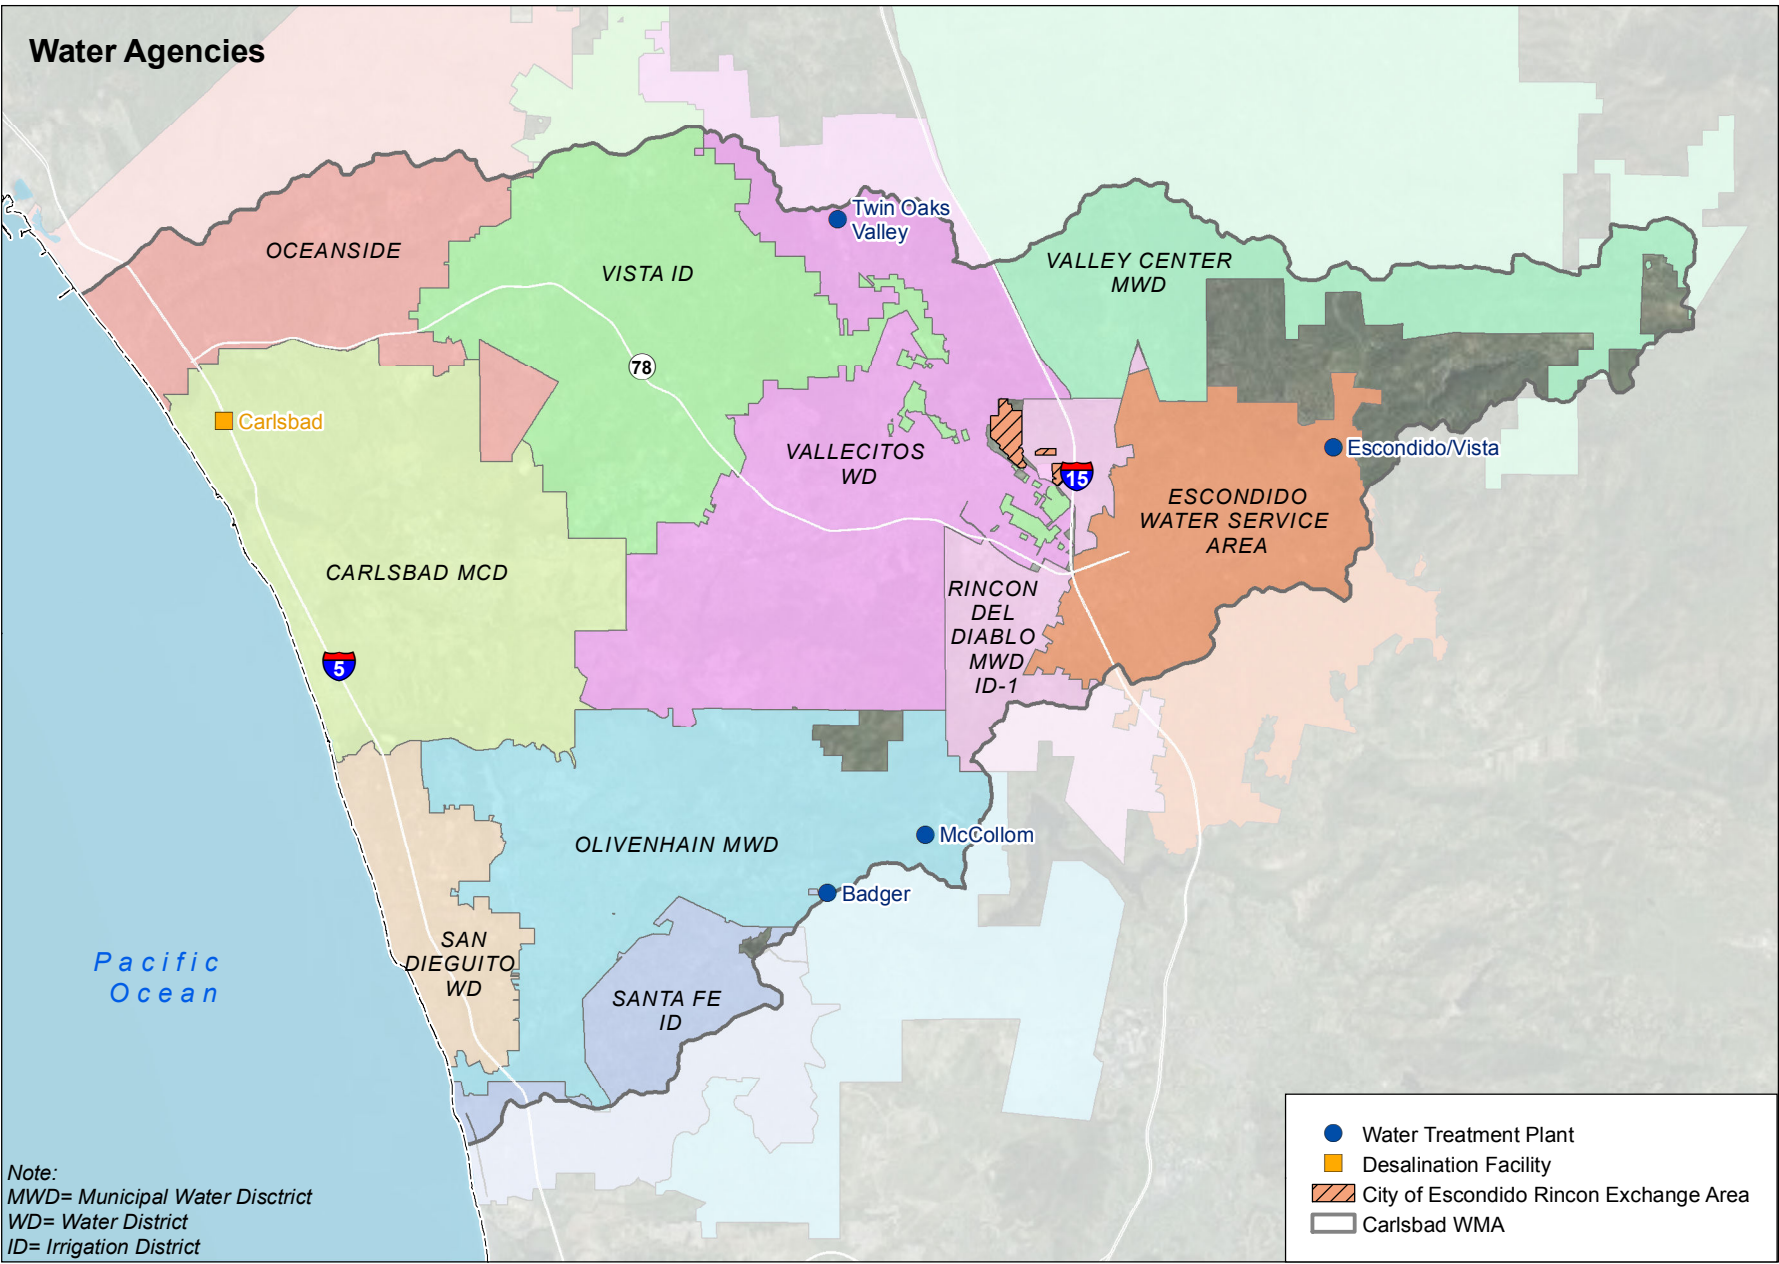 Water Agencies
Twin Oaks
Valley
OCEANSIDE
VISTA ID
VALLEY CENTER
MWD
78
Carlsbad
VALLECITOS
WD
15
Escondido/Vista
ESCONDIDO
WATER SERVICE
AREA
CARLSBAD MCD
RINCON
DEL
DIABLO
MWD
ID-1
5
OLIVENHAIN MWD
McCollom
Badger
SAN
DIEGUITO
WD
Pacific
Ocean
SANTA FE
ID
Note:
MWD= Municipal Water Disctrict
WD= Water District
ID= Irrigation District
Water Treatment Plant
Desalination Facility
City of Escondido Rincon Exchange Area
Carlsbad WMA